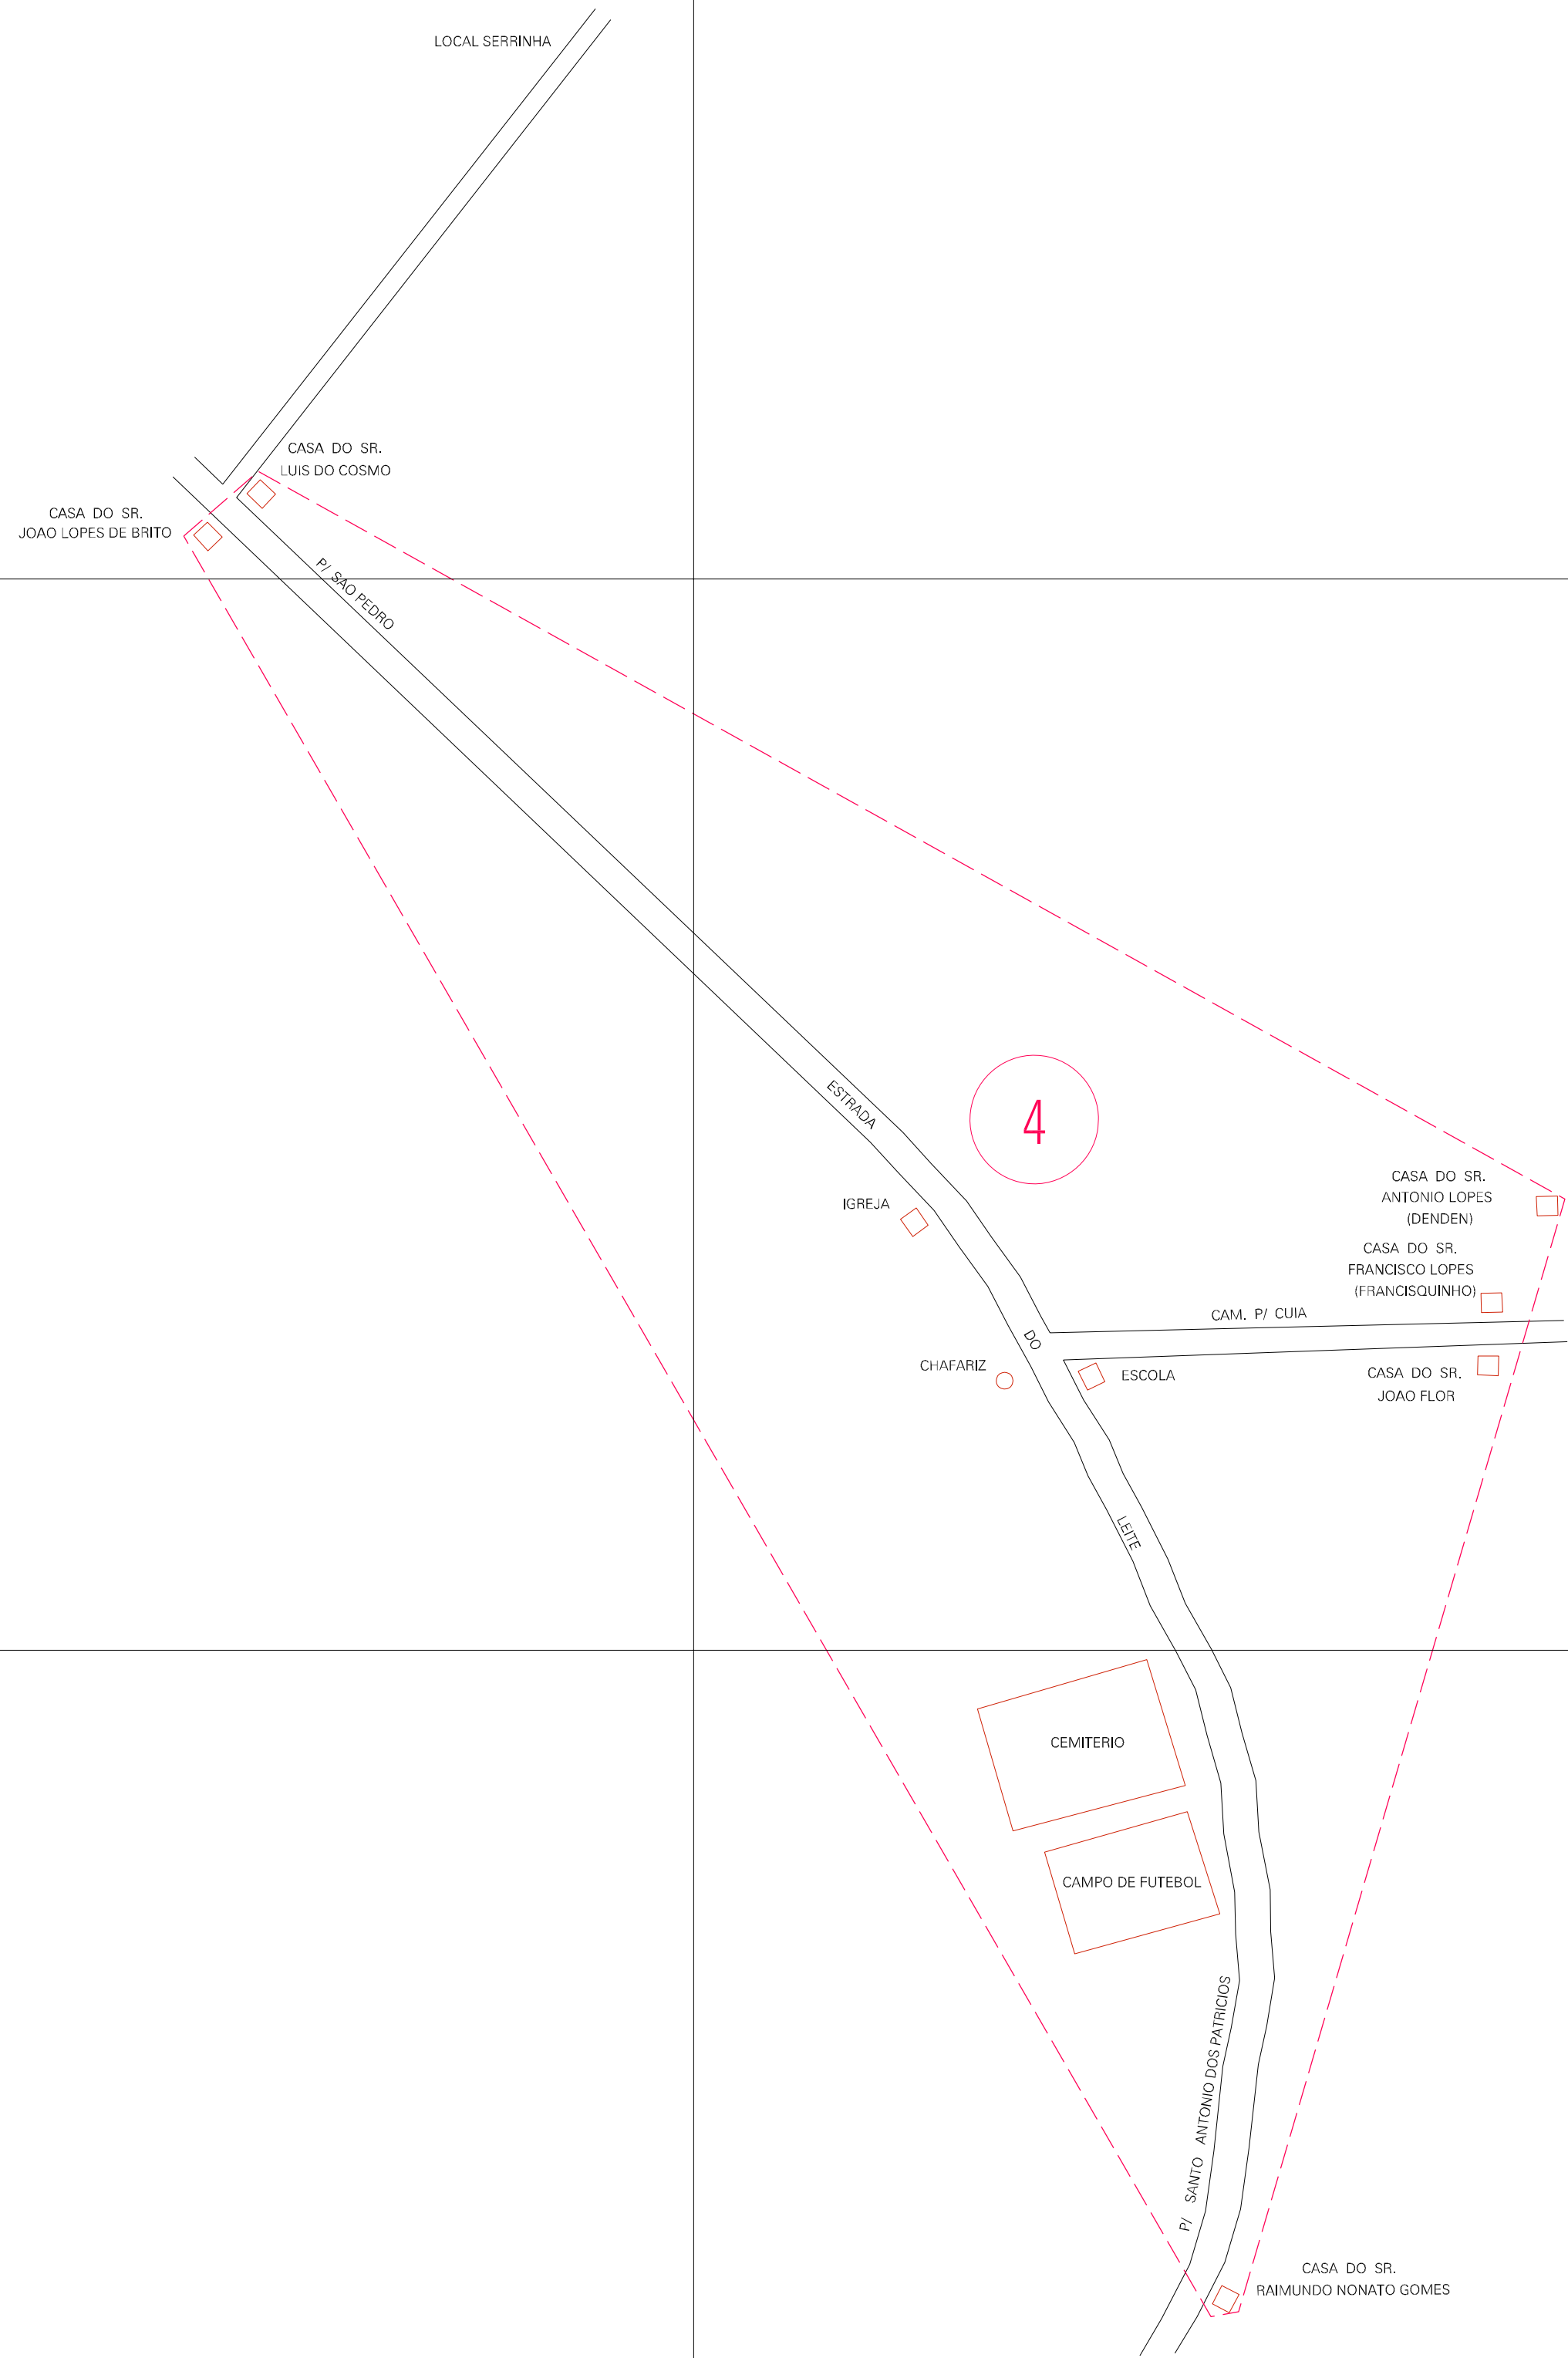 LOCAL SERRINHA
CASA DO SR.
LUIS DO COSMO
CASA DO SR.
JOAO LOPES DE BRITO
P/ SAO PEDRO
ESTRADA
4
CASA DO SR.
ANTONIO LOPES
(DENDEN)
IGREJA
CASA DO SR.
FRANCISCO LOPES
(FRANCISQUINHO)
CAM. P/ CUIA
DO
CHAFARIZ
ESCOLA
CASA DO SR.
JOAO FLOR
LEITE
CEMITERIO
CAMPO DE FUTEBOL
P/ SANTO ANTONIO DOS PATRICIOS
CASA DO SR.
RAIMUNDO NONATO GOMES